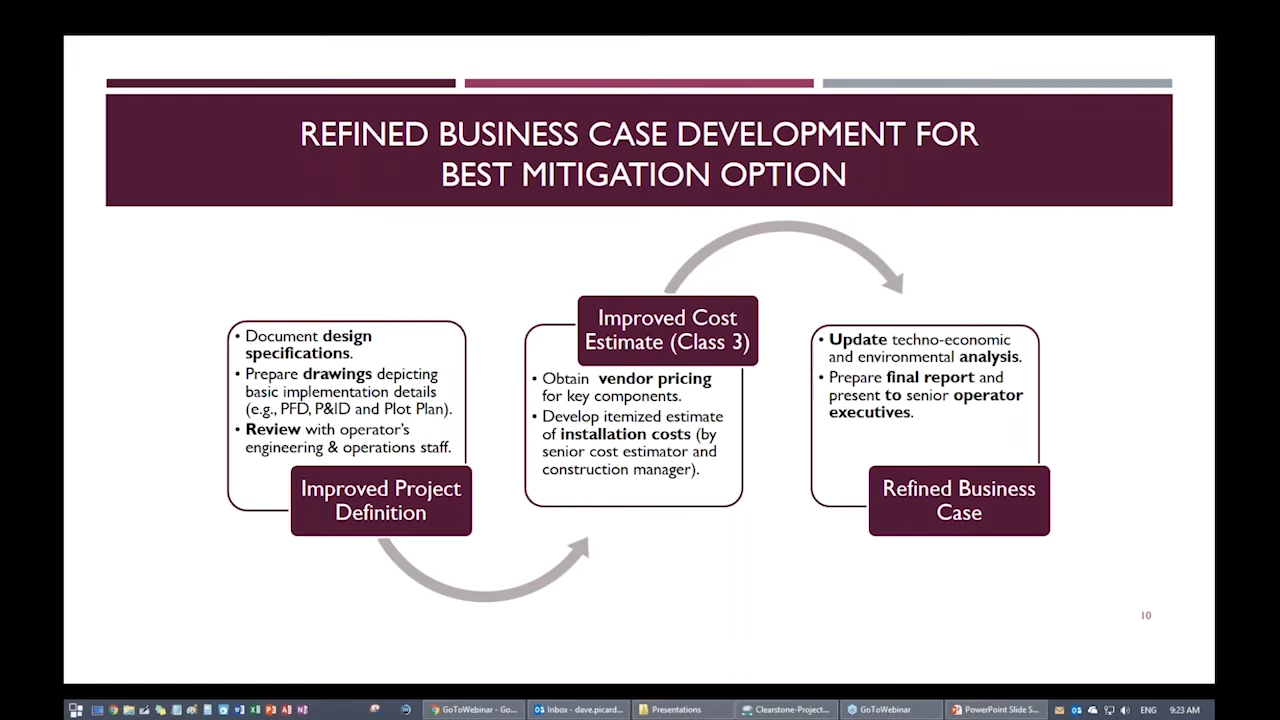 REFINED BUSINESS CASE DEVELOPMENT FOR
BEST MITIGATION OPTION
• Document design
specifications.
• Prepare drawings depicting
basic implementation details
(e.g., PFD, P&ID and Plot Plan).
• Review with operator's
engineering & operations staff.
Improved Project
Definition
Improved Cost
Estimate (Class 3)
• Obtain vendor pricing
for key components.
• Develop itemized estimate
of installation costs (by
senior cost estimator and
construction manager).
• Update techno-economic
and environmental analysis.
• Prepare final report and
present to senior operator
executives.
Refined Business
Case
10
GoToWebinar - Go...
Inbox - dave.picard...
Presentations
Clearstone-Project...
GoToWebinar
PowerPoint Slide S...
ENG
9:23 AM